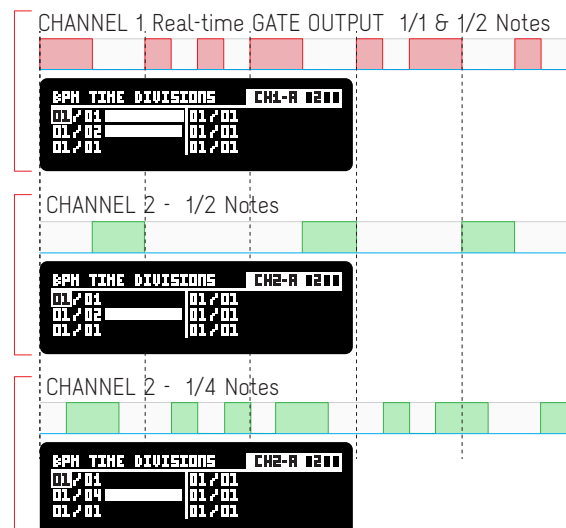 CHANNEL 1 Real-time GATE OUTPUT 1/1 & 1/2 Notes
BPM TIME DIVISIONS CH1-A 0200
01/01 01/01
01/02 01/01
01/01 01/01
CHANNEL 2 - 1/2 Notes
BPM TIME DIVISIONS CH2-A 0200
01/01 01/01
01/02 01/01
01/01 01/01
CHANNEL 2 - 1/4 Notes
BPM TIME DIVISIONS CH2-A 0200
01/01 01/01
01/04 01/01
01/01 01/01